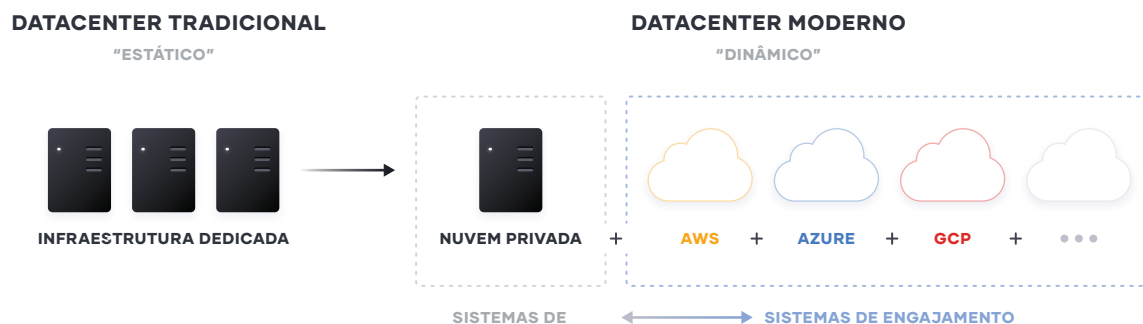 DATACENTER TRADICIONAL
“ESTÁTICO”
DATACENTER MODERNO
“DINÂMICO”
INFRAESTRUTURA DEDICADA
NUVEM PRIVADA + AWS + AZURE + GCP +
SISTEMAS DE
SISTEMAS DE ENGAJAMENTO